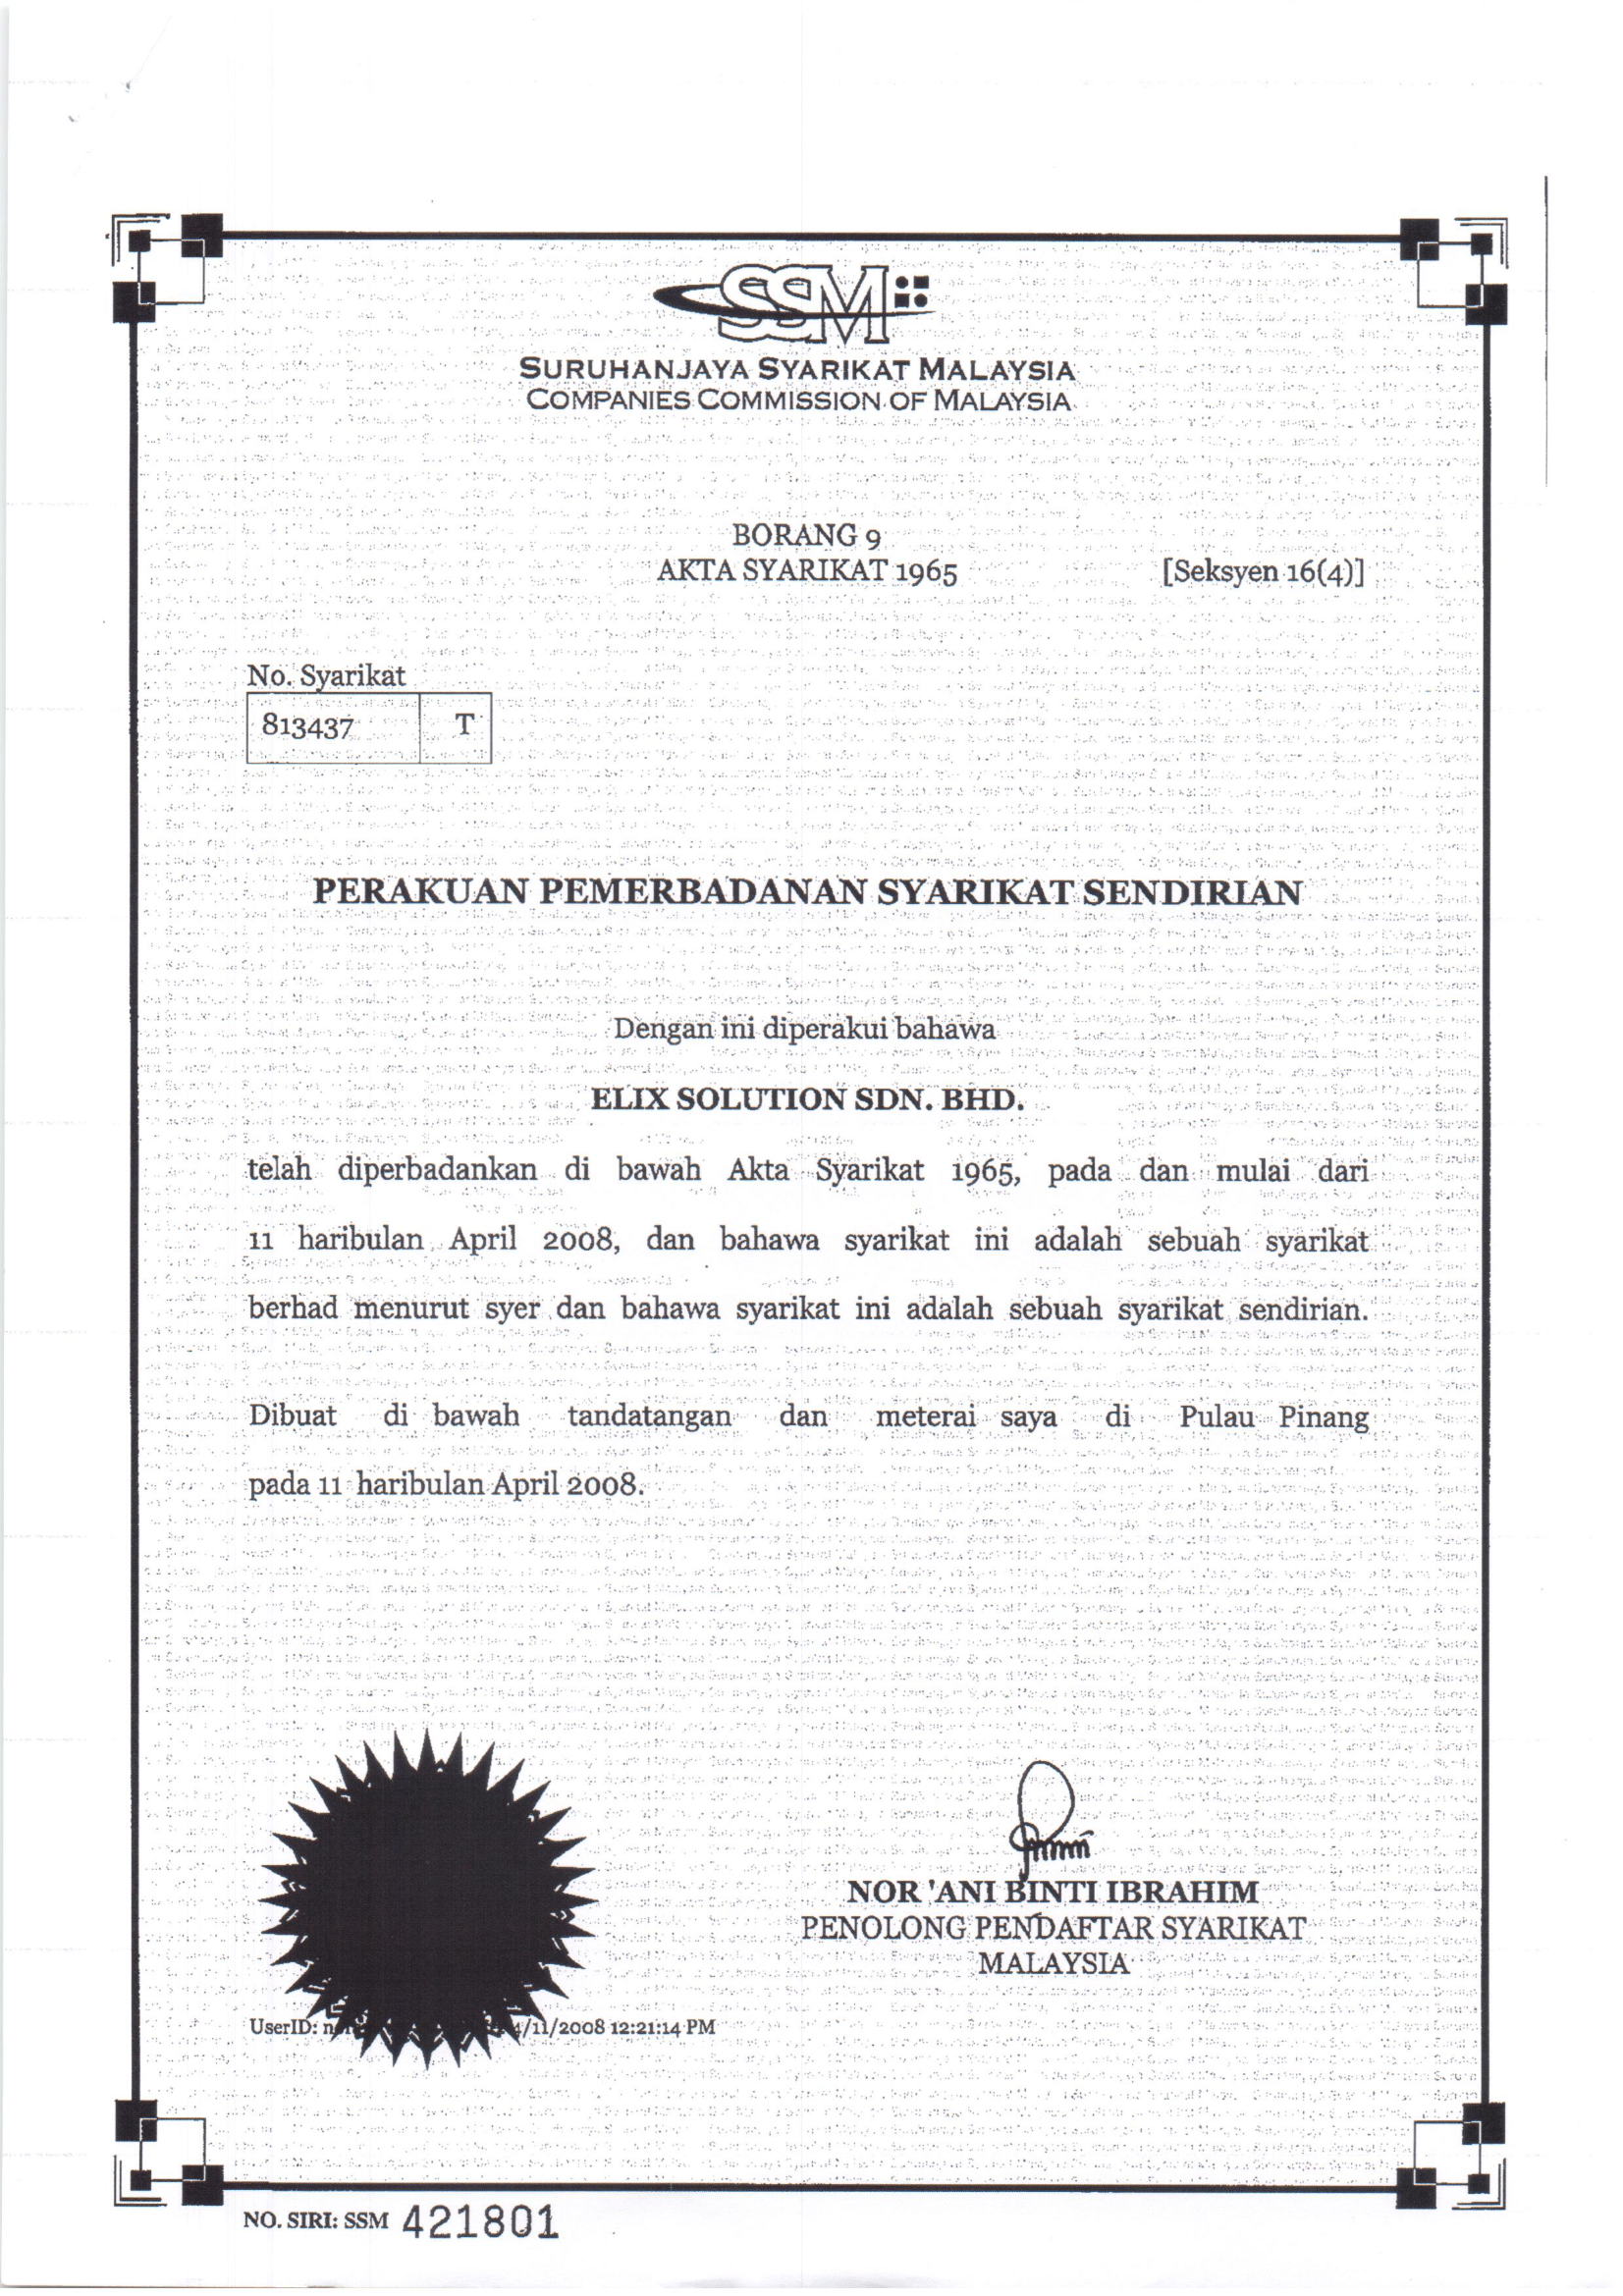 SSM
SURUHANJAYA SYARIKAT MALAYSIA
COMPANIES COMMISSION OF MALAYSIA
BORANG 9
AKTA SYARIKAT 1965
[Seksyen 16(4)]
No. Syarikat
813437 T
PERAKUAN PEMERBADANAN SYARIKAT SENDIRIAN
Dengan ini diperakui bahawa
ELIX SOLUTION SDN. BHD.
telah diperbadankan di bawah Akta Syarikat 1965, pada dan mulai dari
11 haribulan April 2008, dan bahawa syarikat ini adalah sebuah syarikat
berhad menurut syer dan bahawa syarikat ini adalah sebuah syarikat sendirian.
Dibuat di bawah tandatangan dan meterai saya di Pulau Pinang
pada 11 haribulan April 2008.
NOR 'ANI BINTI IBRAHIM
PENOLONG PENDAFTAR SYARIKAT
MALAYSIA
UserID: 4/11/2008 12:21:14 PM
NO. SIRI: SSM 421801